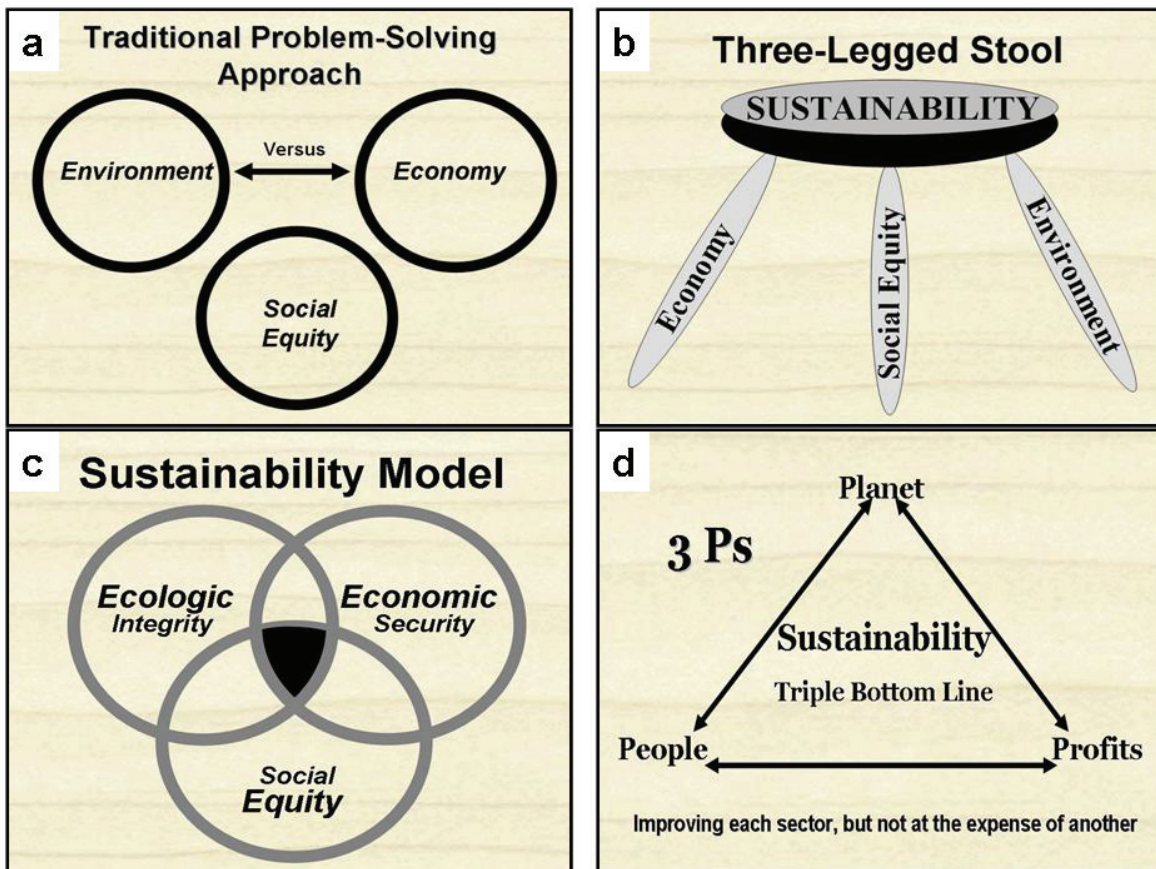 a
Traditional Problem-Solving
Approach
Environment
Versus
Economy
Social
Equity
b
Three-Legged Stool
SUSTAINABILITY
Economy
Social Equity
Environment
c
Sustainability Model
Ecologic
Integrity
Economic
Security
Social
Equity
d
Planet
3 Ps
Sustainability
Triple Bottom Line
People
Profits
Improving each sector, but not at the expense of another